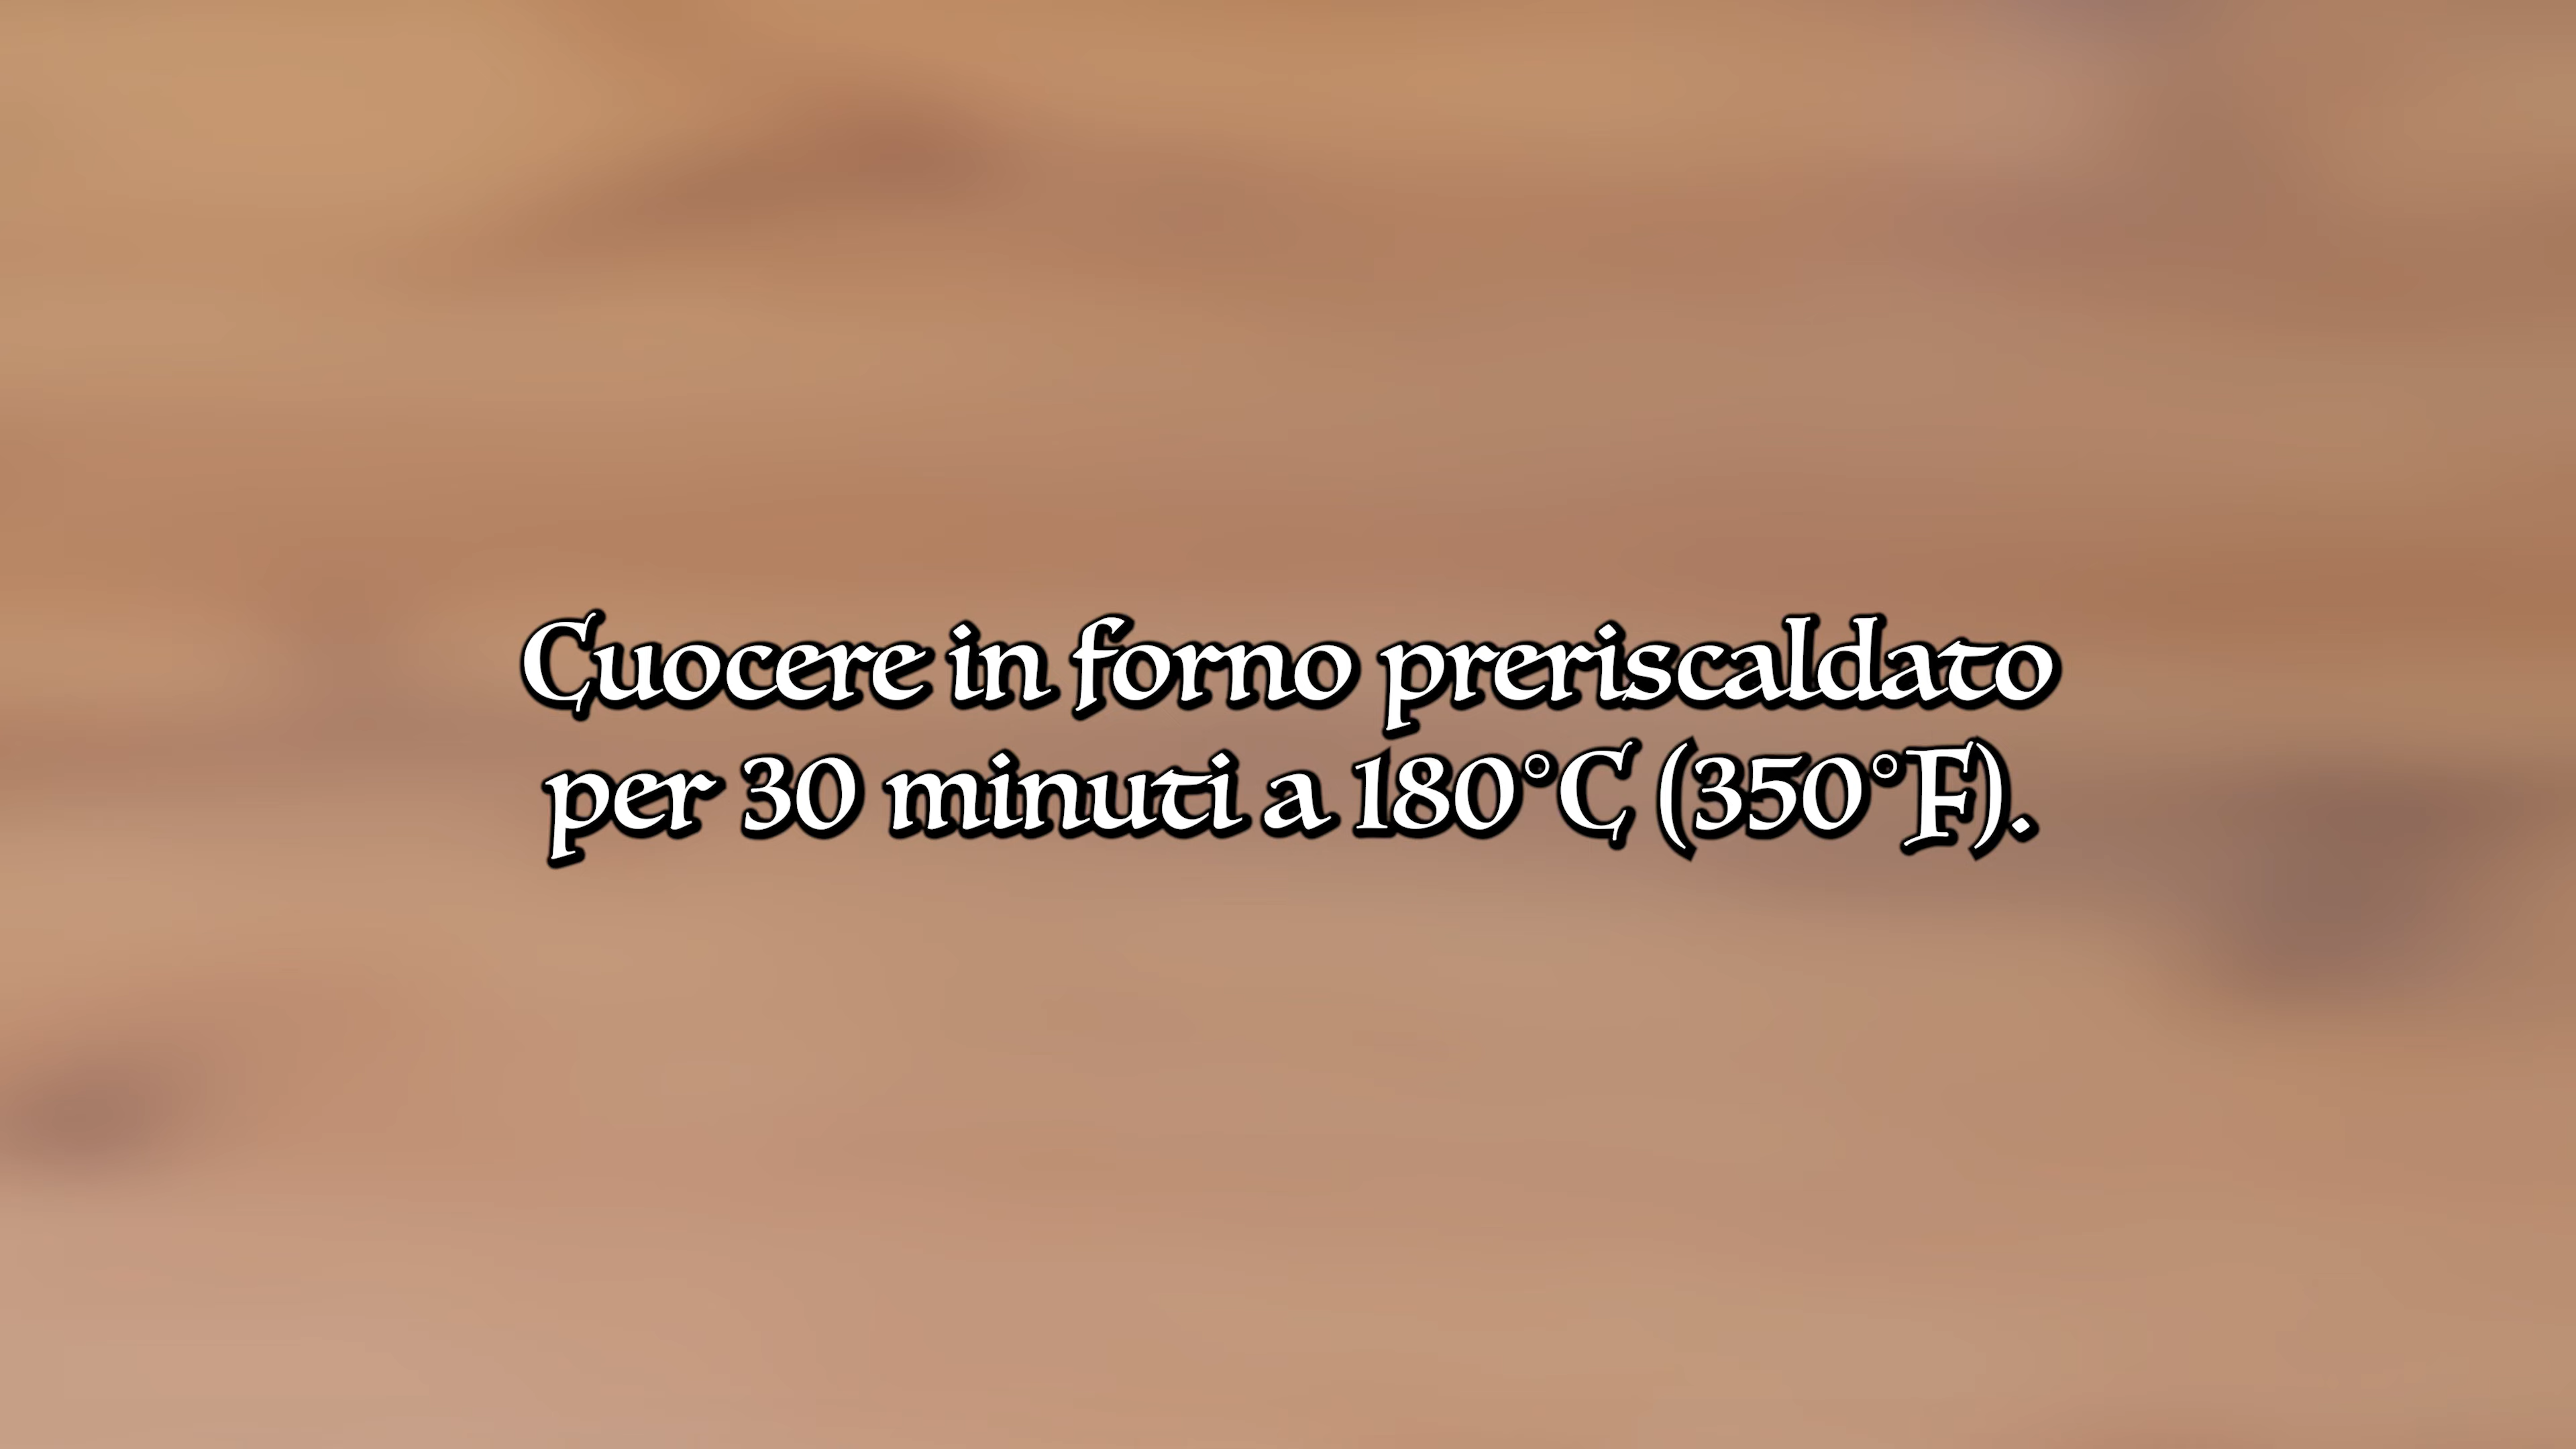 Cuocere in forno preriscaldato
per 30 minuti a 180°C (350°F).